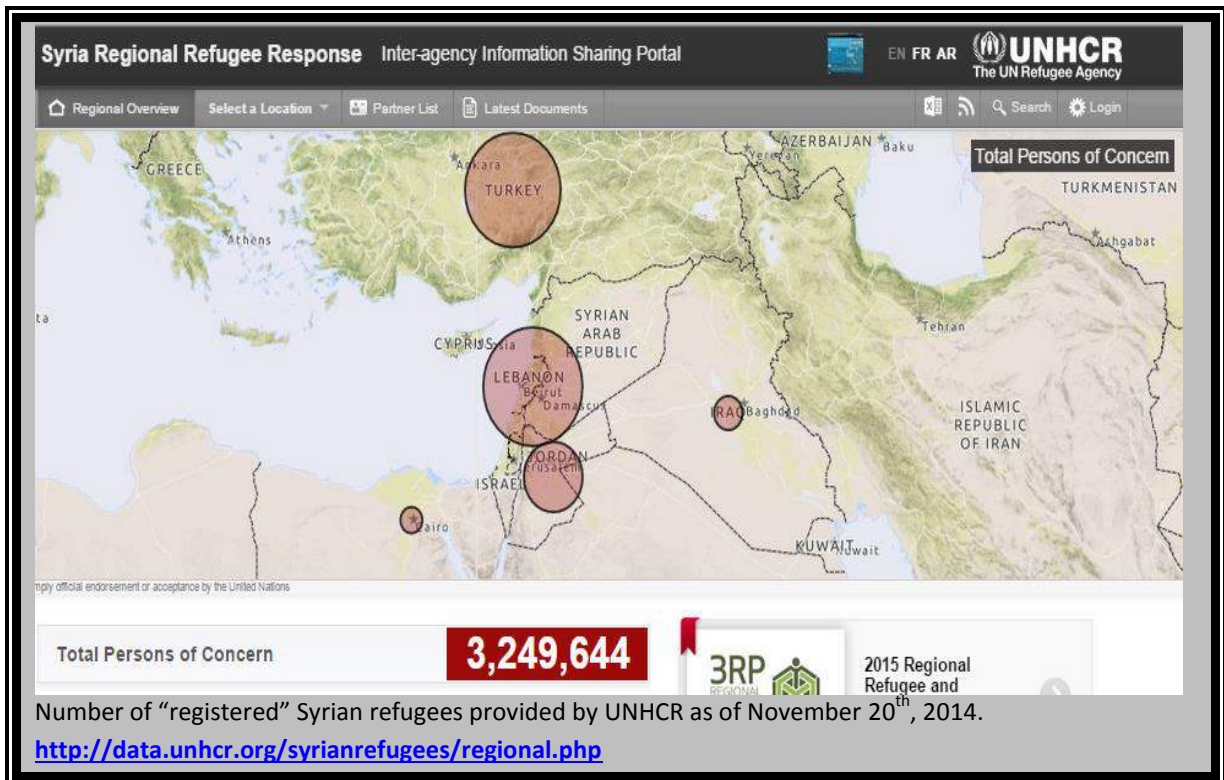 Syria Regional Refugee Response Inter-agency Information Sharing Portal
EN FR AR
UNHCR
The UN Refugee Agency
Regional Overview Select a Location Partner List Latest Documents Search Login
GREECE
Ankara
TURKEY
Yerevan
AZERBAIJAN
Baku
Total Persons of Concern
TURKMENISTAN
Athens
Ashgabat
ta
SYRIAN
ARAB
REPUBLIC
Tehran
CYPRUS
LEBANON
Beirut
Damascus
IRAQ
Baghdad
ISLAMIC
REPUBLIC
OF IRAN
JORDAN
Jerusalem
ISRAEL
Cairo
KUWAIT
mply official endorsement or acceptance by the United Nations
Total Persons of Concern 3,249,644
3RP
REGIONAL
2015 Regional
Refugee and
Number of “registered” Syrian refugees provided by UNHCR as of November 20th, 2014.
http://data.unhcr.org/syrianrefugees/regional.php